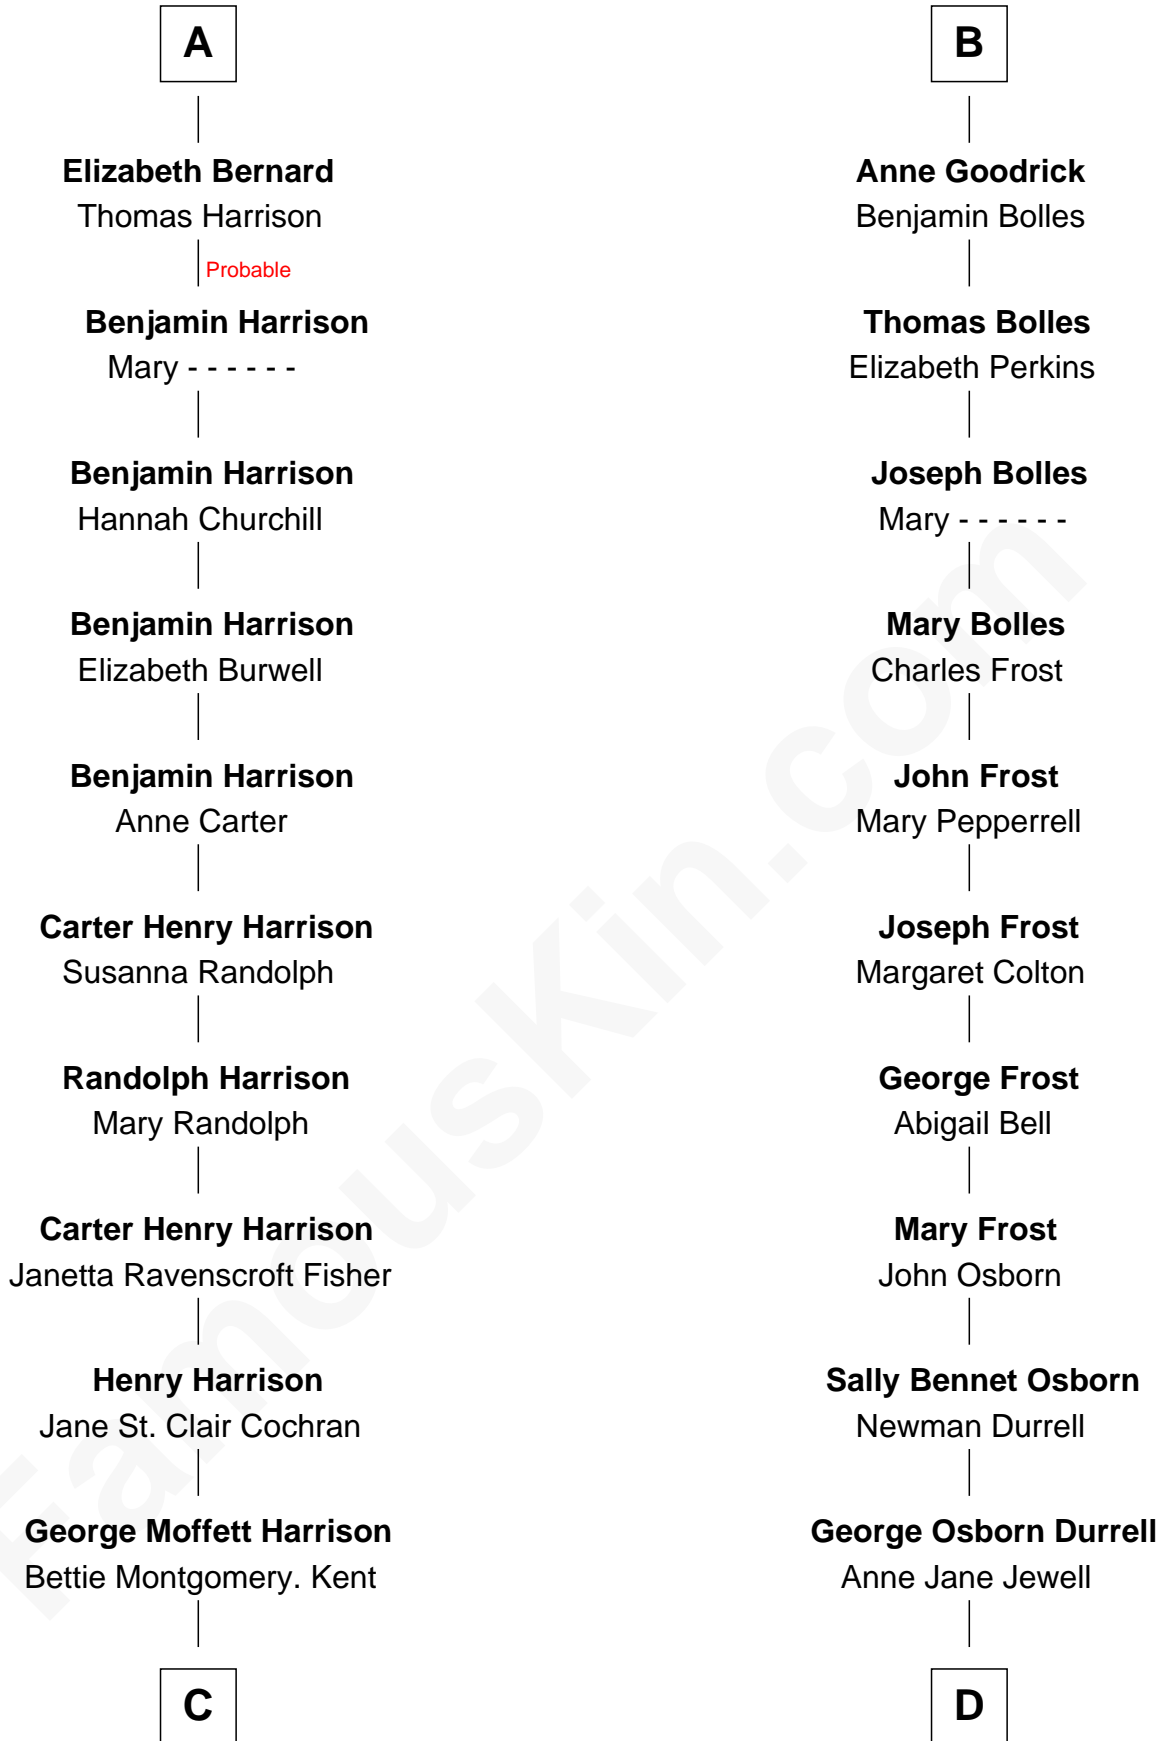 A
Elizabeth Bernard
Thomas Harrison
Probable
Benjamin Harrison
Mary - - - - - -
Benjamin Harrison
Hannah Churchill
Benjamin Harrison
Elizabeth Burwell
Benjamin Harrison
Anne Carter
Carter Henry Harrison
Susanna Randolph
Randolph Harrison
Mary Randolph
Carter Henry Harrison
Janetta Ravenscroft Fisher
Henry Harrison
Jane St. Clair Cochran
George Moffett Harrison
Bettie Montgomery. Kent
C
B
Anne Goodrick
Benjamin Bolles
Thomas Bolles
Elizabeth Perkins
Joseph Bolles
Mary - - - - - -
Mary Bolles
Charles Frost
John Frost
Mary Pepperrell
Joseph Frost
Margaret Colton
George Frost
Abigail Bell
Mary Frost
John Osborn
Sally Bennet Osborn
Newman Durrell
George Osborn Durrell
Anne Jane Jewell
D
FamousKin.com